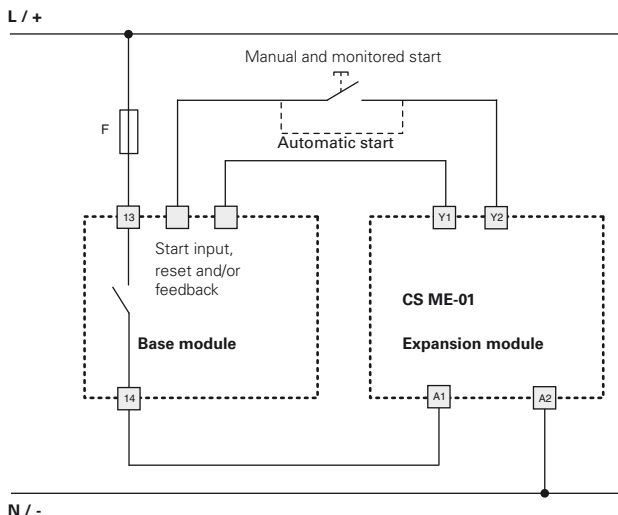 L / +
Manual and monitored start
F
Automatic start
13
Y1
Y2
Start input,
reset and/or
feedback
CS ME-01
Base module
Expansion module
14
A1
A2
N / -